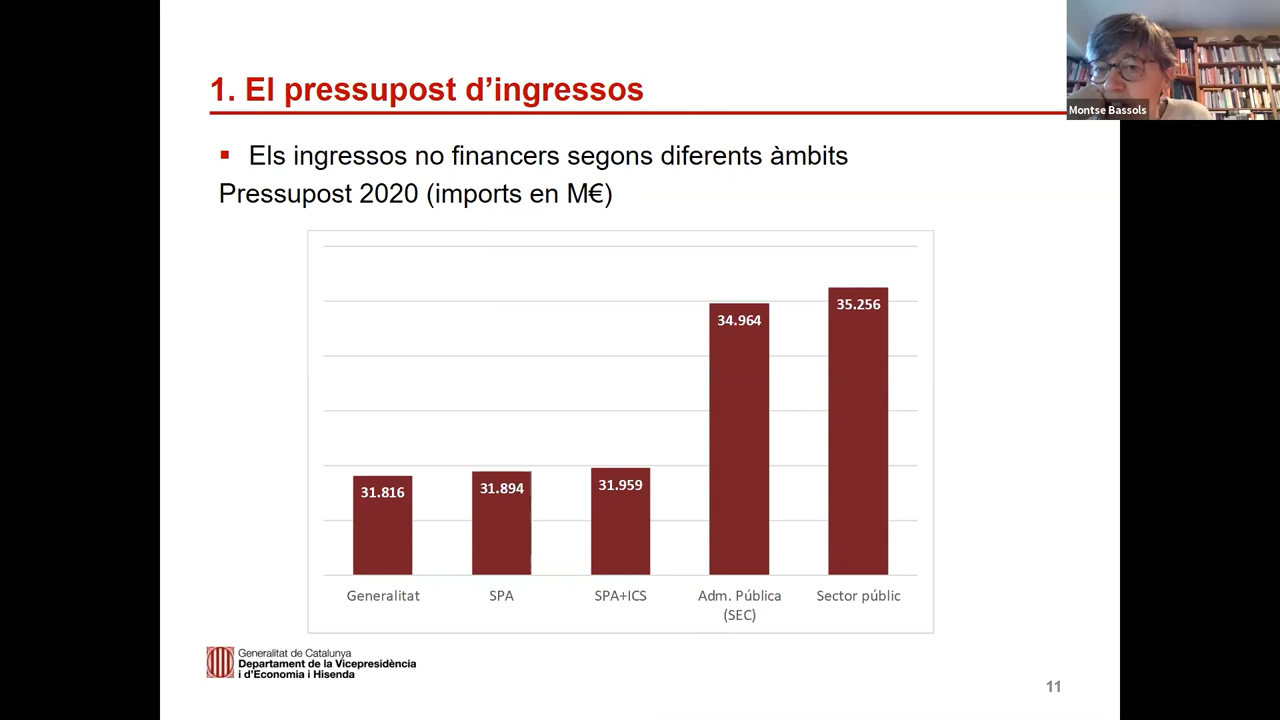 1. El pressupost d’ingressos
Montse Bassols
▪ Els ingressos no financers segons diferents àmbits
Pressupost 2020 (imports en M€)
31.816
31.894
31.959
34.964
35.256
Generalitat
SPA
SPA+ICS
Adm. Pública
(SEC)
Sector públic
Generalitat de Catalunya
Departament de la Vicepresidència
i d'Economia i Hisenda
11